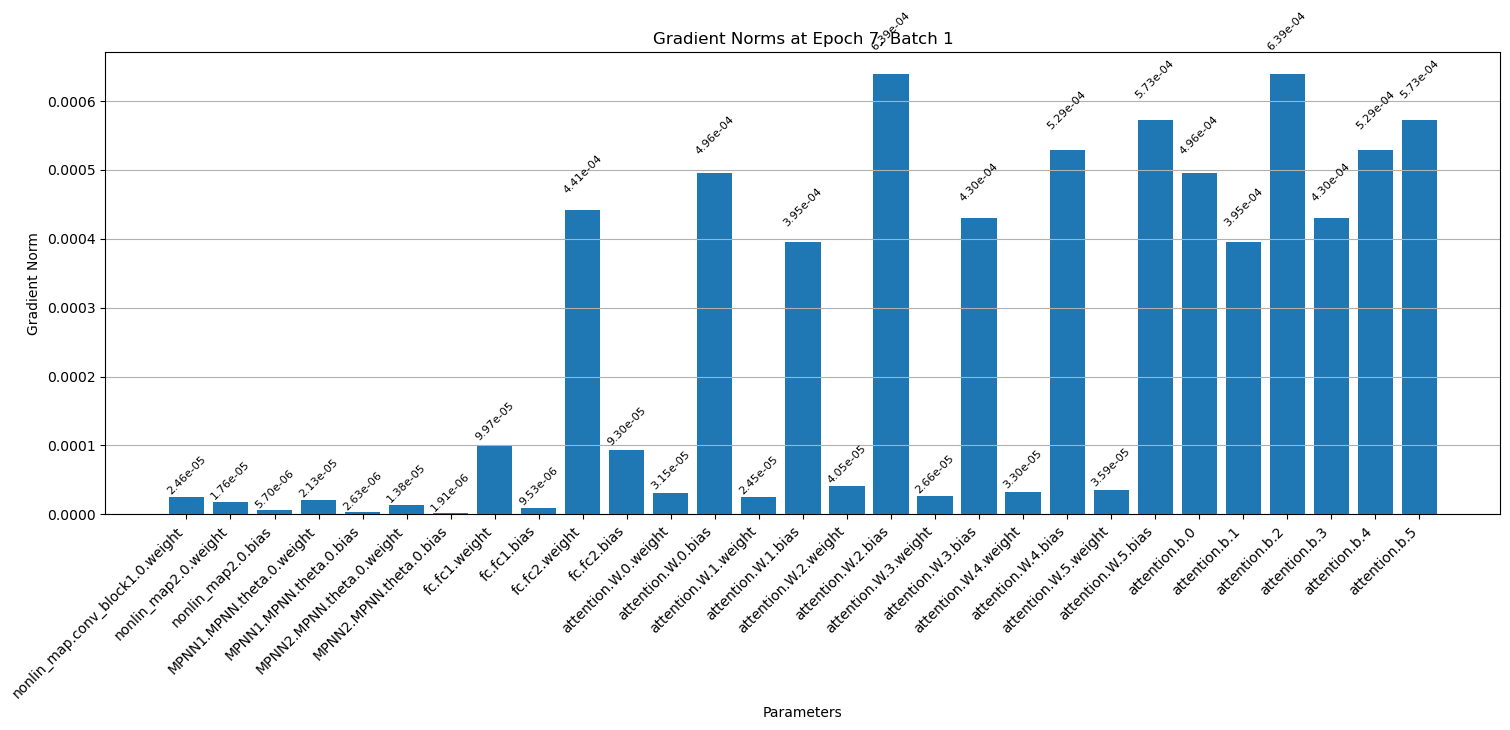 Gradient Norms at Epoch 7, Batch 1
Gradient Norm
0.0006
0.0005
0.0004
0.0003
0.0002
0.0001
0.0000
2.46e-05
1.76e-05
5.70e-06
2.13e-05
2.63e-06
1.38e-05
1.91e-06
9.97e-05
9.53e-06
4.41e-04
9.30e-05
3.15e-05
4.96e-04
2.45e-05
3.95e-04
4.05e-05
6.39e-04
2.66e-05
4.30e-04
3.30e-05
5.29e-04
3.59e-05
5.73e-04
4.96e-04
3.95e-04
6.39e-04
4.30e-04
5.29e-04
5.73e-04
nonlin_map.conv_block1.0.weight
nonlin_map2.0.weight
nonlin_map2.0.bias
MPNN1.MPNN.theta.0.weight
MPNN1.MPNN.theta.0.bias
MPNN2.MPNN.theta.0.weight
MPNN2.MPNN.theta.0.bias
fc.fc1.weight
fc.fc1.bias
fc.fc2.weight
fc.fc2.bias
attention.W.0.weight
attention.W.0.bias
attention.W.1.weight
attention.W.1.bias
attention.W.2.weight
attention.W.2.bias
attention.W.3.weight
attention.W.3.bias
attention.W.4.weight
attention.W.4.bias
attention.W.5.weight
attention.W.5.bias
attention.b.0
attention.b.1
attention.b.2
attention.b.3
attention.b.4
attention.b.5
Parameters